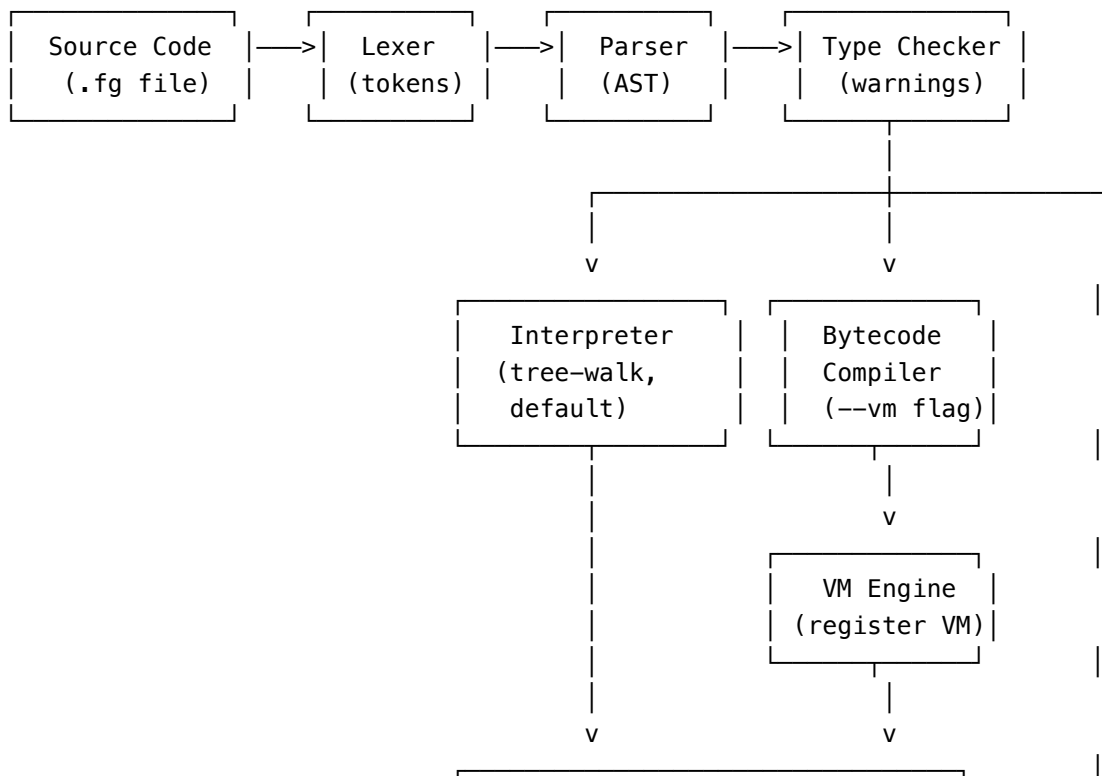 Source Code Lexer Parser Type Checker
(.fg file) (tokens) (AST) (warnings)
v v
Interpreter Bytecode
(tree-walk, Compiler
default) (--vm flag)
v
VM Engine
(register VM)
v v